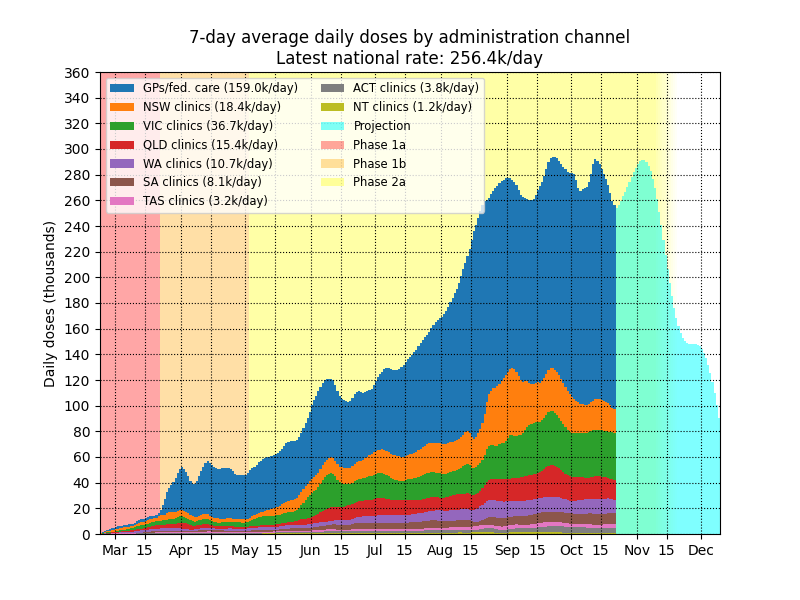 7-day average daily doses by administration channel
Latest national rate: 256.4k/day
Daily doses (thousands)
360
340
320
300
280
260
240
220
200
180
160
140
120
100
80
60
40
20
0
GPs/fed. care (159.0k/day)
NSW clinics (18.4k/day)
VIC clinics (36.7k/day)
QLD clinics (15.4k/day)
WA clinics (10.7k/day)
SA clinics (8.1k/day)
TAS clinics (3.2k/day)
ACT clinics (3.8k/day)
NT clinics (1.2k/day)
Projection
Phase 1a
Phase 1b
Phase 2a
Mar 15 Apr 15 May 15 Jun 15 Jul 15 Aug 15 Sep 15 Oct 15 Nov 15 Dec